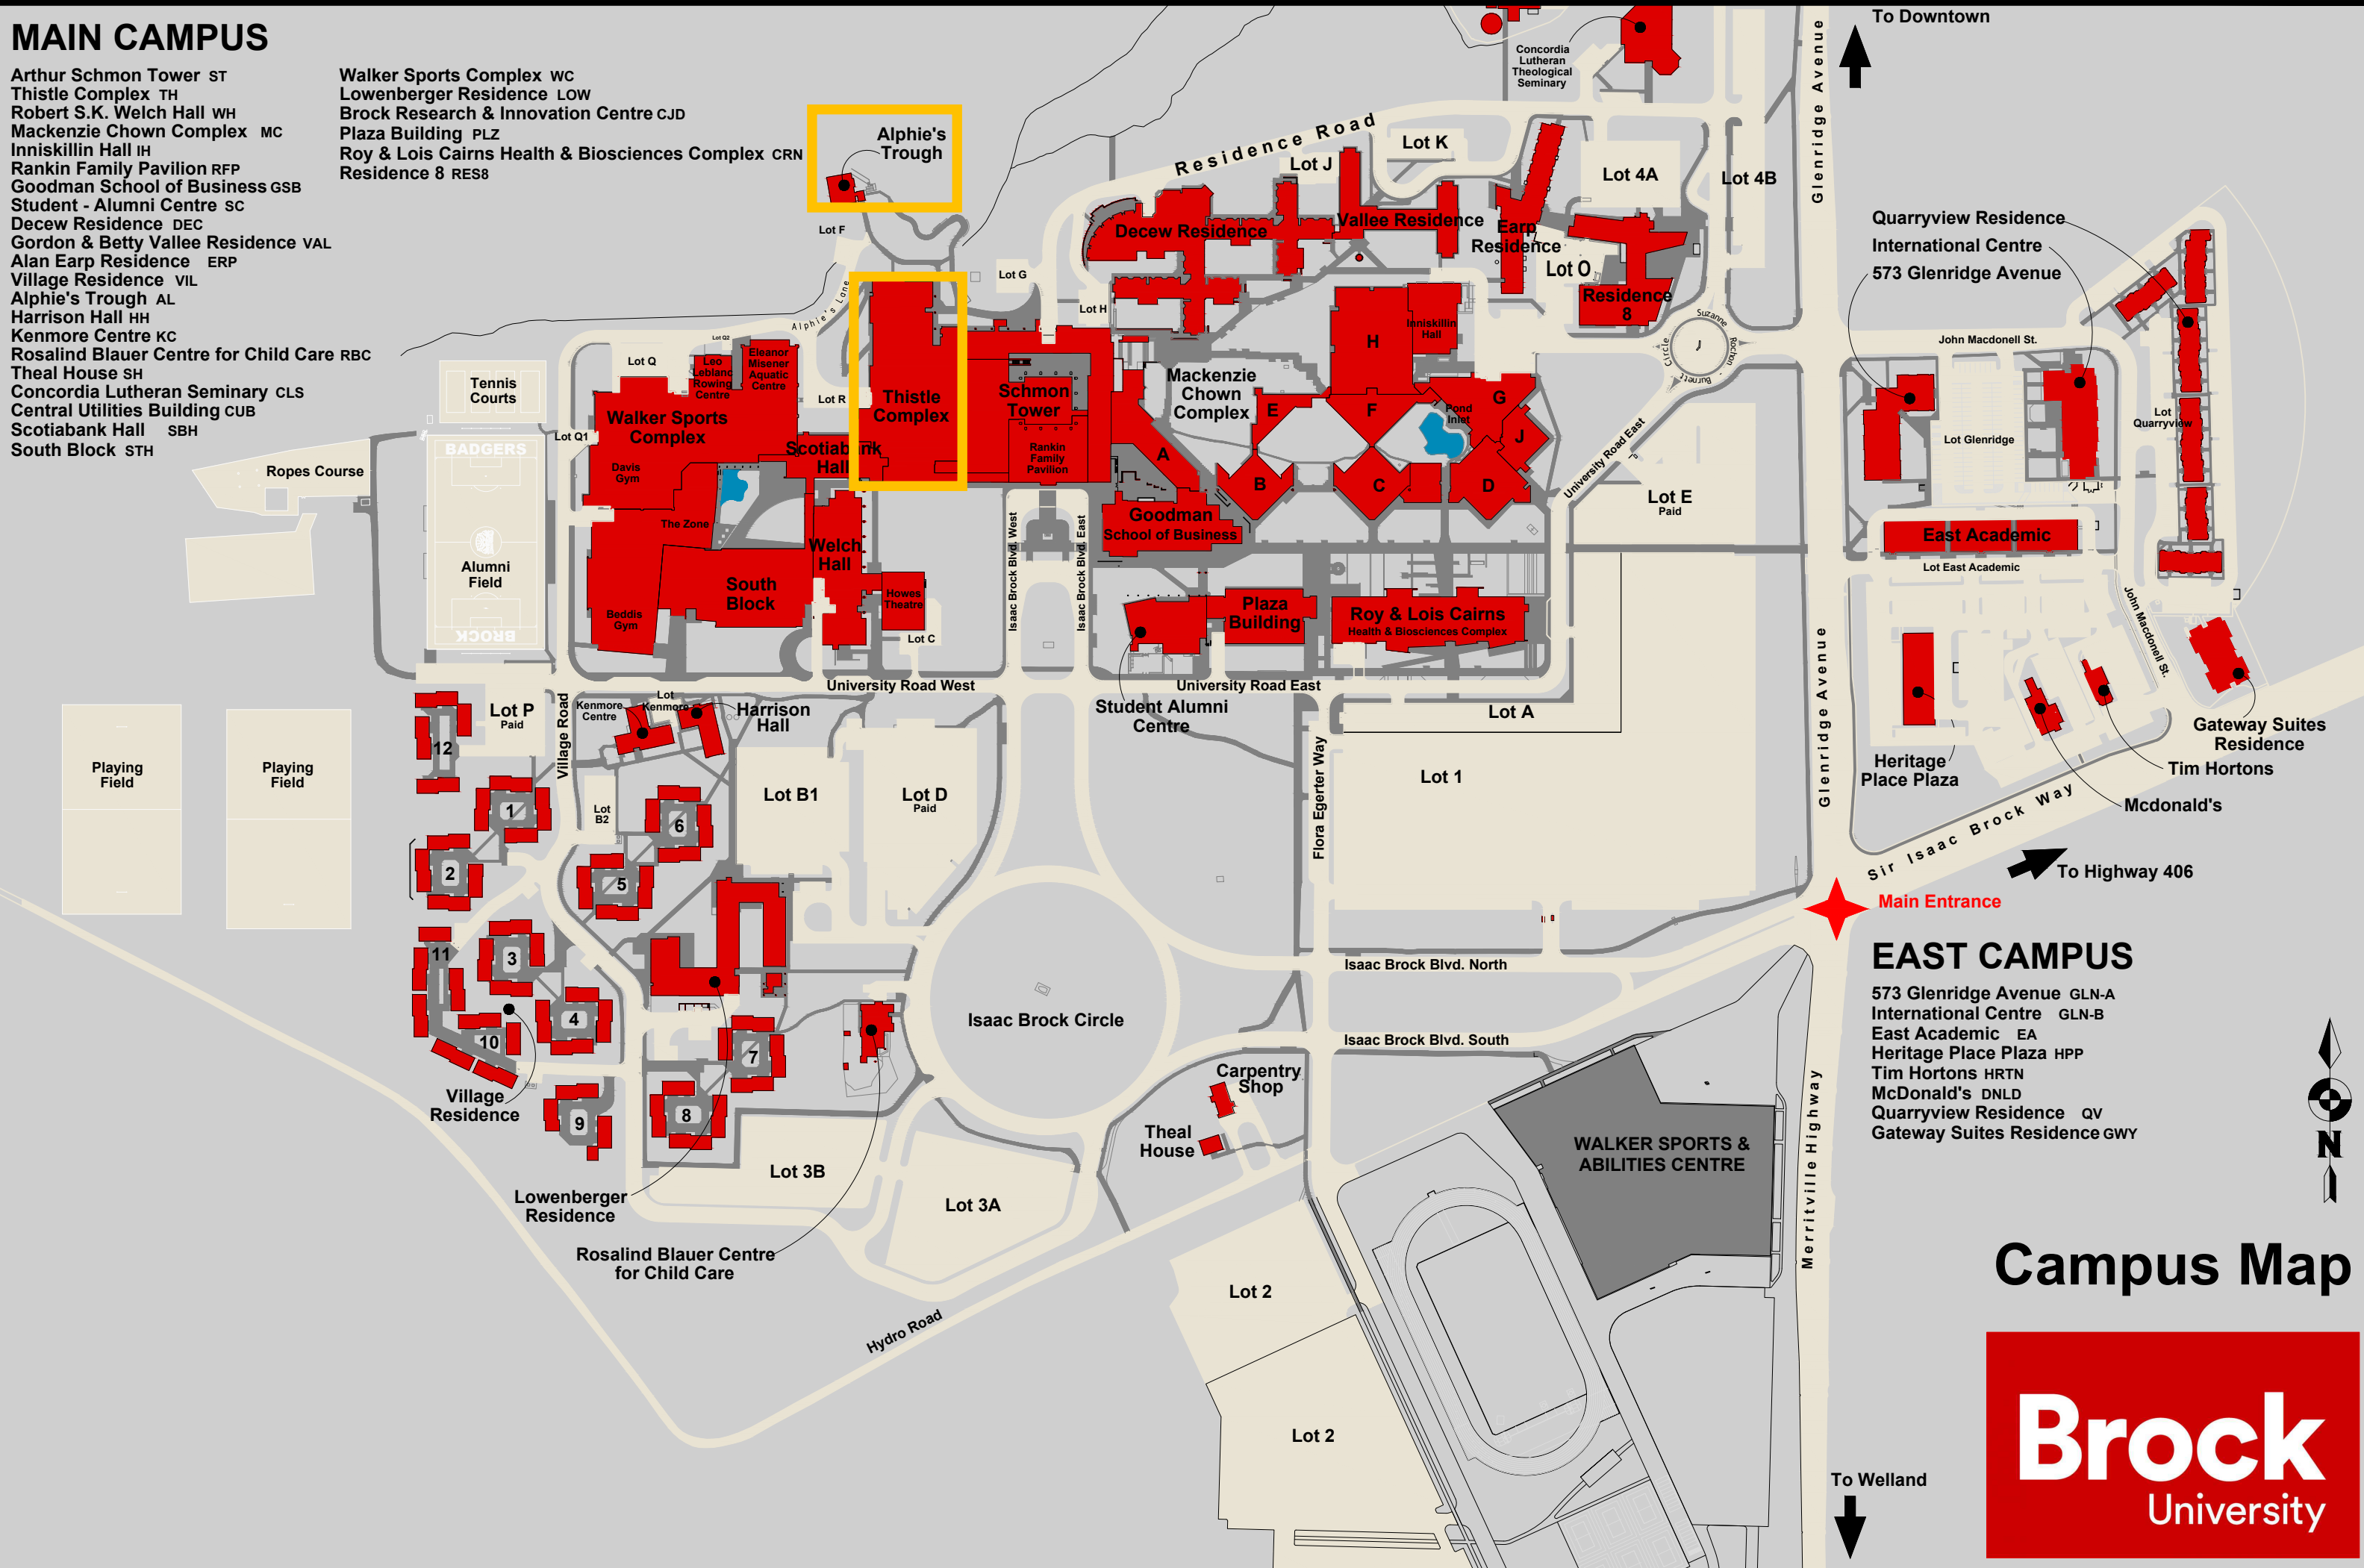 MAIN CAMPUS
Arthur Schmon Tower ST
Thistle Complex TH
Robert S.K. Welch Hall WH
Mackenzie Chown Complex MC
Inniskillin Hall IH
Rankin Family Pavilion RFP
Goodman School of Business GSB
Student - Alumni Centre SC
Decew Residence DEC
Gordon & Betty Vallee Residence VAL
Alan Earp Residence ERP
Village Residence VIL
Alphie's Trough AL
Harrison Hall HH
Kenmore Centre KC
Rosalind Blauer Centre for Child Care RBC
Theal House SH
Concordia Lutheran Seminary CLS
Central Utilities Building CUB
Scotiabank Hall SBH
South Block STH
Walker Sports Complex WC
Lowenberger Residence LOW
Brock Research & Innovation Centre CJD
Plaza Building PLZ
Roy & Lois Cairns Health & Biosciences Complex CRN
Residence 8 RES8
Alphie's
Trough
Lot F
Alphie's Lane
Lot G
Lot H
Residence Road
Lot J
Lot K
Concordia
Lutheran
Theological
Seminary
Lot 4A
Lot 4B
Glenridge Avenue
To Downtown
Decew Residence
Vallee Residence
Earp
Residence
Lot O
Residence
8
Suzanne
Rochon
Burnett
Circle
Quarryview Residence
International Centre
573 Glenridge Avenue
John Macdonell St.
Lot
Quarryview
Lot Glenridge
East Academic
Lot East Academic
John Macdonell St.
Tennis
Courts
Lot Q
Lot Q2
Leo
Leblanc
Rowing
Centre
Eleanor
Misener
Aquatic
Centre
Lot R
Walker Sports
Complex
Lot Q1
Davis
Gym
Scotiabank
Hall
The Zone
Beddis
Gym
South
Block
Welch
Hall
Howes
Theatre
Lot C
Thistle
Complex
Schmon
Tower
Rankin
Family
Pavilion
Mackenzie
Chown
Complex
H
Inniskillin
Hall
E
F
G
Pond
Inlet
J
A
B
C
D
Goodman
School of Business
University Road East
Lot E
Paid
Ropes Course
BADGERS
Alumni
Field
BROCK
Isaac Brock Blvd. West
Isaac Brock Blvd. East
Plaza
Building
Roy & Lois Cairns
Health & Biosciences Complex
University Road West
University Road East
Student Alumni
Centre
Lot A
Lot 1
Flora Egerter Way
Glenridge Avenue
Heritage
Place Plaza
Gateway Suites
Residence
Tim Hortons
Mcdonald's
Sir Isaac Brock Way
To Highway 406
Main Entrance
Playing
Field
Playing
Field
Lot P
Paid
Village Road
Kenmore
Centre
Lot
Kenmore
Harrison
Hall
Lot
B2
Lot B1
Lot D
Paid
12
1
2
6
5
11
3
4
10
7
8
9
Village
Residence
Lowenberger
Residence
Rosalind Blauer Centre
for Child Care
Lot 3B
Lot 3A
Isaac Brock Circle
Isaac Brock Blvd. North
Isaac Brock Blvd. South
Carpentry
Shop
Theal
House
Hydro Road
Lot 2
Lot 2
WALKER SPORTS &
ABILITIES CENTRE
Merritville Highway
To Welland
EAST CAMPUS
573 Glenridge Avenue GLN-A
International Centre GLN-B
East Academic EA
Heritage Place Plaza HPP
Tim Hortons HRTN
McDonald's DNLD
Quarryview Residence QV
Gateway Suites Residence GWY
N
Campus Map
Brock
University